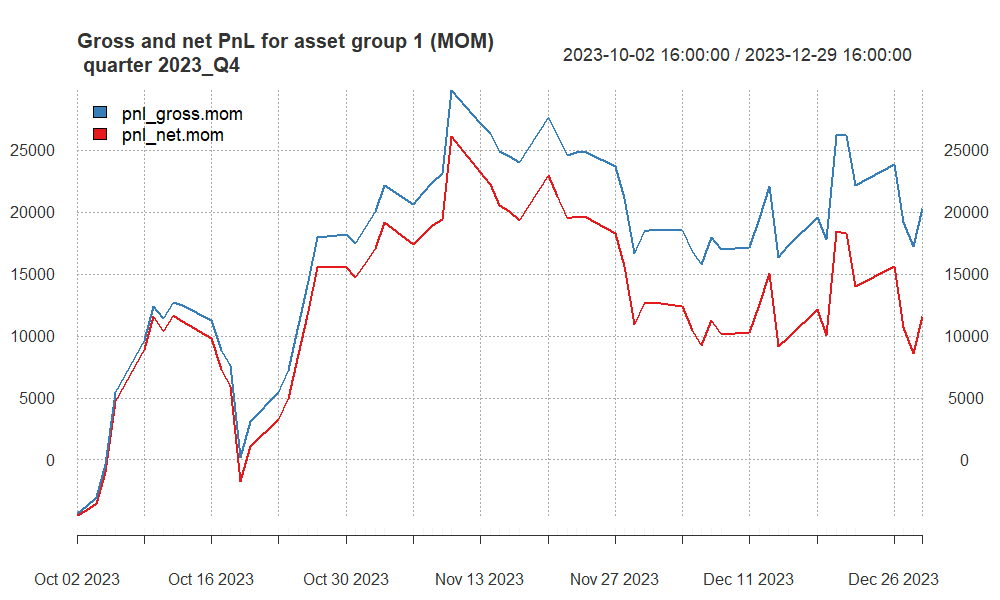 Gross and net PnL for asset group 1 (MOM)
quarter 2023_Q4
2023-10-02 16:00:00 / 2023-12-29 16:00:00
pnl_gross.mom
pnl_net.mom
25000 25000
20000 20000
15000 15000
10000 10000
5000 5000
0 0
Oct 02 2023 Oct 16 2023 Oct 30 2023 Nov 13 2023 Nov 27 2023 Dec 11 2023 Dec 26 2023